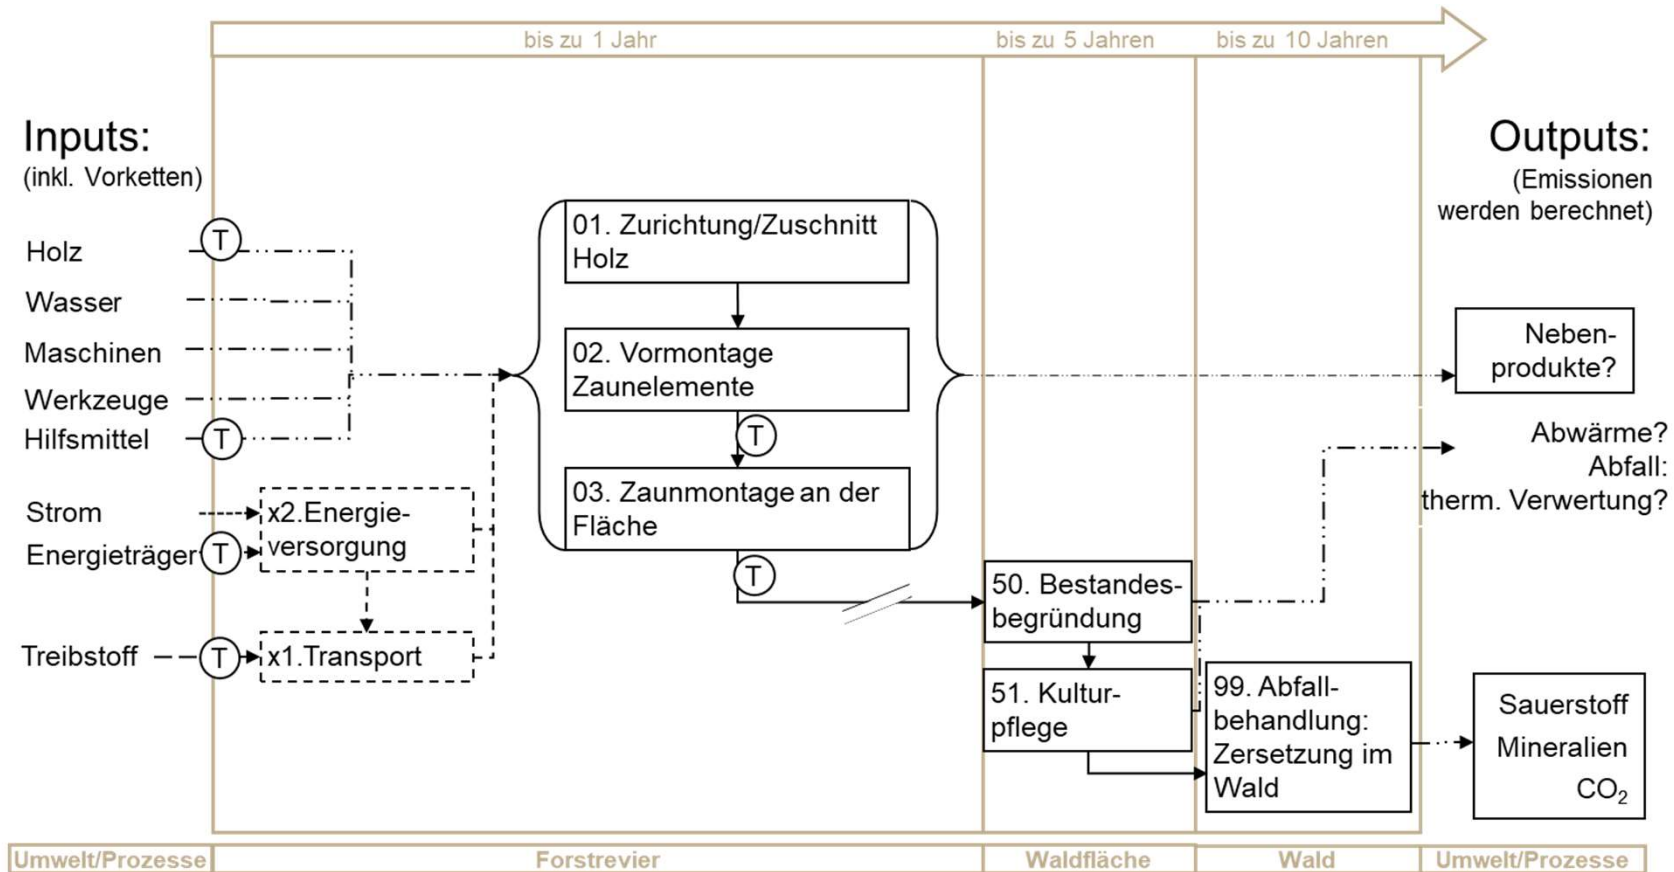 bis zu 1 Jahr
bis zu 5 Jahren
bis zu 10 Jahren
Inputs:
(inkl. Vorketten)
Holz
T
Wasser
Maschinen
Werkzeuge
Hilfsmittel
T
Strom
Energieträger
T
x2.Energie-
versorgung
Treibstoff
T
x1.Transport
01. Zurichtung/Zuschnitt
Holz
02. Vormontage
Zaunelemente
T
03. Zaunmontage an der
Fläche
T
50. Bestandes-
begründung
51. Kultur-
pflege
99. Abfall-
behandlung:
Zersetzung im
Wald
Outputs:
(Emissionen
werden berechnet)
Neben-
produkte?
Abwärme?
Abfall:
therm. Verwertung?
Sauerstoff
Mineralien
CO2
Umwelt/Prozesse
Forstrevier
Waldfläche
Wald
Umwelt/Prozesse